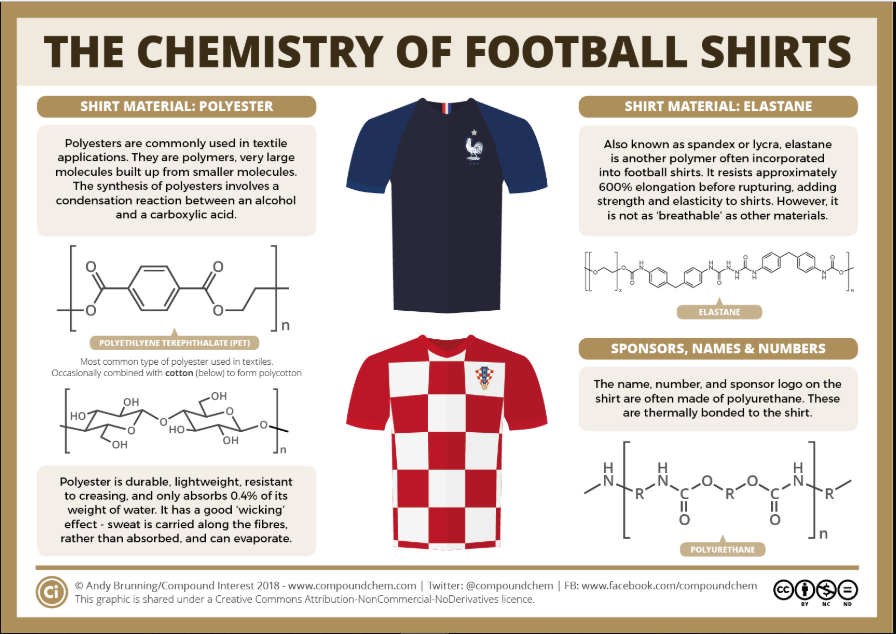 THE CHEMISTRY OF FOOTBALL SHIRTS
SHIRT MATERIAL: POLYESTER
Polyesters are commonly used in textile
applications. They are polymers, very large
molecules built up from smaller molecules.
The synthesis of polyesters involves a
condensation reaction between an alcohol
and a carboxylic acid.
O
O
O
O
n
POLYETHLYENE TEREPHTHALATE (PET)
Most common type of polyester used in textiles.
Occasionally combined with cotton (below) to form polycotton
OH
OH
HO
O
O
O
O
HO
OH
OH
n
Polyester is durable, lightweight, resistant
to creasing, and only absorbs 0.4% of its
weight of water. It has a good ‘wicking’
effect - sweat is carried along the fibres,
rather than absorbed, and can evaporate.
SHIRT MATERIAL: ELASTANE
Also known as spandex or lycra, elastane
is another polymer often incorporated
into football shirts. It resists approximately
600% elongation before rupturing, adding
strength and elasticity to shirts. However, it
is not as ‘breathable’ as other materials.
O
x
O
O
H
N
H
N
O
H
N
N
H
O
N
H
H
N
O
O
n
ELASTANE
SPONSORS, NAMES & NUMBERS
The name, number, and sponsor logo on the
shirt are often made of polyurethane. These
are thermally bonded to the shirt.
H
N
R
H
N
C
O
O
R
O
C
O
H
N
R
n
POLYURETHANE
Ci
© Andy Brunning/Compound Interest 2018 - www.compoundchem.com | Twitter: @compoundchem | FB: www.facebook.com/compoundchem
This graphic is shared under a Creative Commons Attribution-NonCommercial-NoDerivatives licence.
CC
BY NC ND